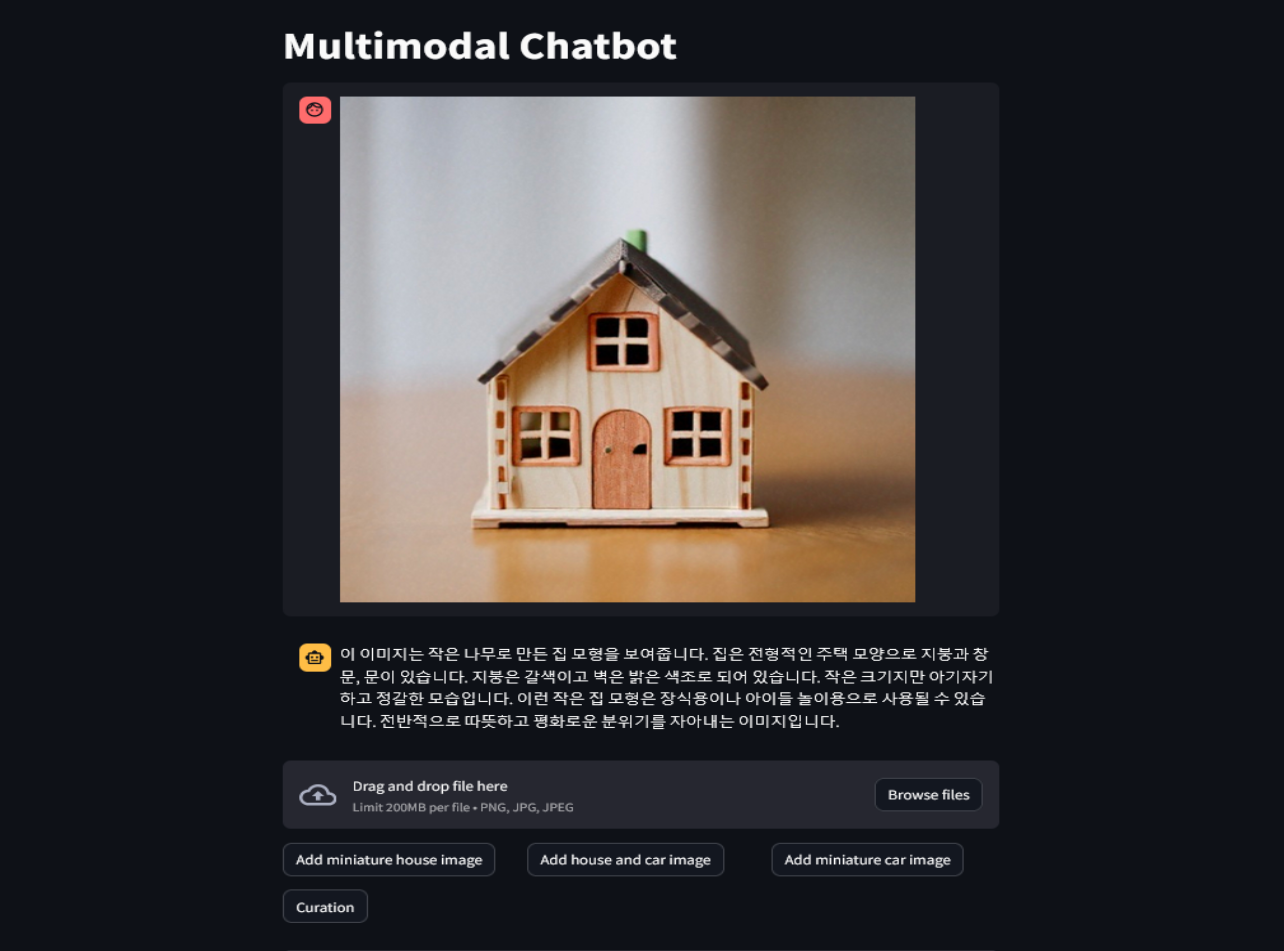 Multimodal Chatbot
이 이미지는 작은 나무로 만든 집 모형을 보여줍니다. 집은 전형적인 주택 모양으로 지붕과 창
문, 문이 있습니다. 지붕은 갈색이고 벽은 밝은 색조로 되어 있습니다. 작은 크기지만 아기자기
하고 정갈한 모습입니다. 이런 작은 집 모형은 장식용이나 아이들 놀이용으로 사용될 수 있습
니다. 전반적으로 따뜻하고 평화로운 분위기를 자아내는 이미지입니다.
Drag and drop file here
Limit 200MB per file • PNG, JPG, JPEG
Browse files
Add miniature house image
Add house and car image
Add miniature car image
Curation